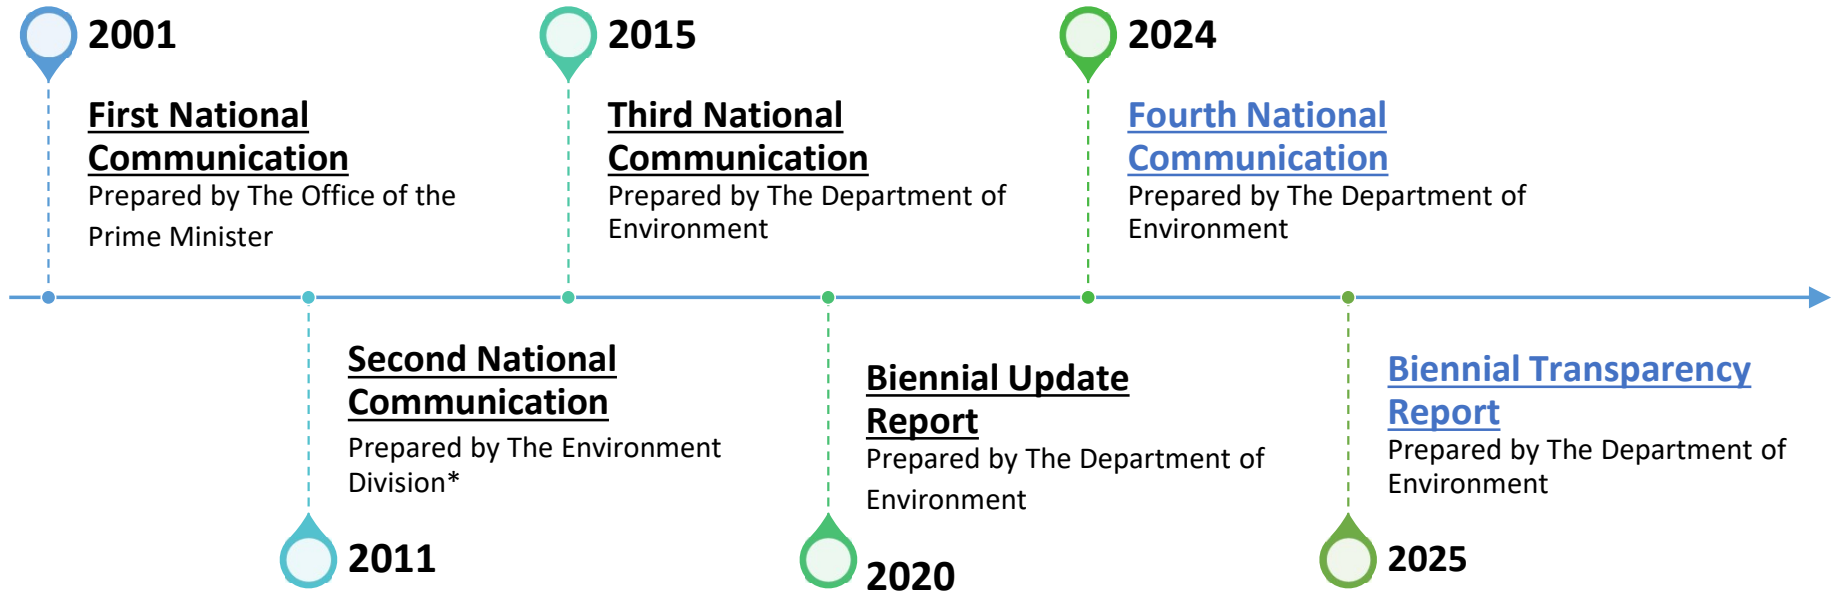 2001
First National
Communication
Prepared by The Office of the
Prime Minister
2015
Third National
Communication
Prepared by The Department of
Environment
2024
Fourth National
Communication
Prepared by The Department of
Environment
Second National
Communication
Prepared by The Environment
Division*
2011
Biennial Update
Report
Prepared by The Department of
Environment
2020
Biennial Transparency
Report
Prepared by The Department of
Environment
2025